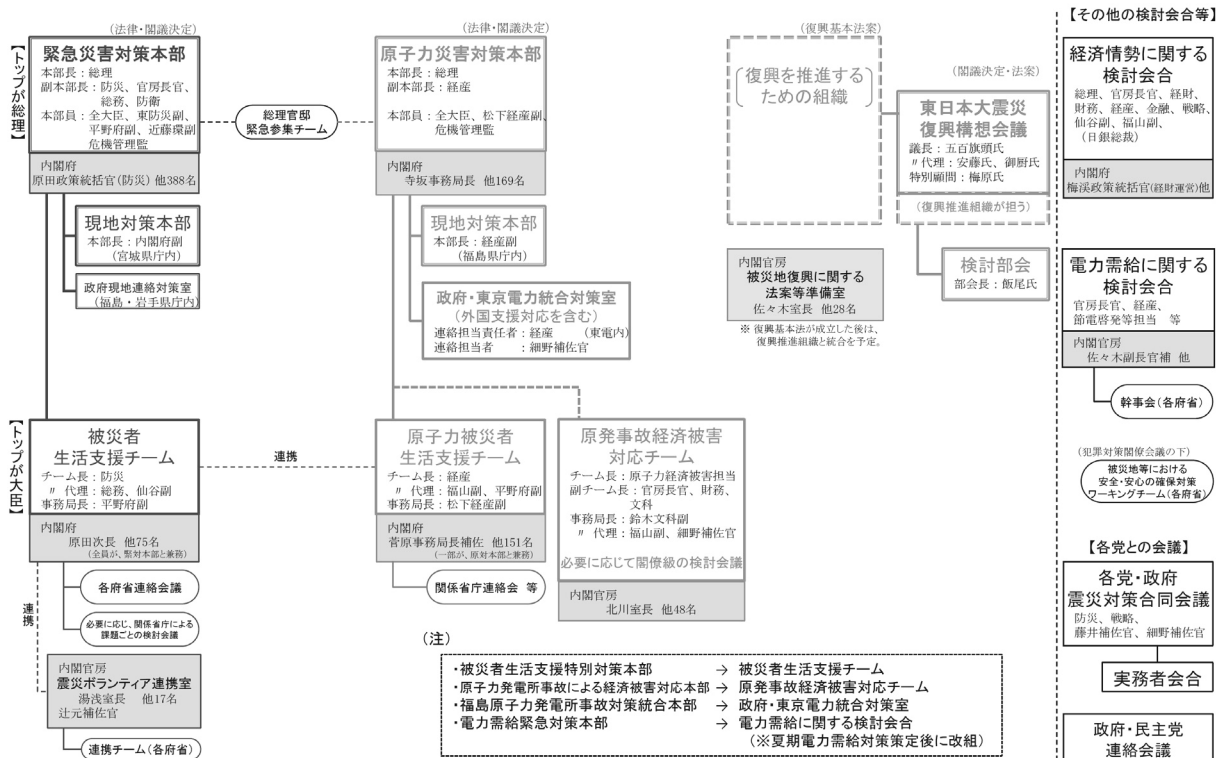 【トップが総理】
(法律・閣議決定)
緊急災害対策本部
本部長：総理
副本部長：防災、官房長官、
総務、防衛
本部員：全大臣、東防災副、
平野府副、近藤環副
危機管理監
内閣府
原田政策統括官(防災) 他388名
現地対策本部
本部長：内閣府副
(宮城県庁内)
政府現地連絡対策室
(福島・岩手県庁内)
総理官邸
緊急参集チーム
(法律・閣議決定)
原子力災害対策本部
本部長：総理
副本部長：経産
本部員：全大臣、松下経産副、
危機管理監
内閣府
寺坂事務局長 他169名
現地対策本部
本部長：経産副
(福島県庁内)
政府・東京電力統合対策室
(外国支援対応を含む)
連絡担当責任者：経産 (東電内)
連絡担当者 ：細野補佐官
(復興基本法案)
復興を推進する
ための組織
(閣議決定・法案)
東日本大震災
復興構想会議
議長：五百旗頭氏
〃代理：安藤氏、御厨氏
特別顧問：梅原氏
(復興推進組織が担う)
検討部会
部会長：飯尾氏
内閣官房
被災地復興に関する
法案等準備室
佐々木室長 他28名
※ 復興基本法が成立した後は、
復興推進組織と統合を予定。
【トップが大臣】
被災者
生活支援チーム
チーム長：防災
〃 代理：総務、仙谷副
事務局長：平野府副
内閣府
原田次長 他75名
(全員が、緊対本部と兼務)
各府省連絡会議
必要に応じ、関係省庁による
課題ごとの検討会議
連携
内閣官房
震災ボランティア連携室
湯浅室長 他17名
辻元補佐官
連携チーム(各府省)
連携
原子力被災者
生活支援チーム
チーム長：経産
〃 代理：福山副、平野府副
事務局長：松下経産副
内閣府
菅原事務局長補佐 他151名
(一部が、原対本部と兼務)
関係省庁連絡会 等
原発事故経済被害
対応チーム
チーム長：原子力経済被害担当
副チーム長：官房長官、財務、
文科
事務局長：鈴木文科副
〃 代理：福山副、細野補佐官
必要に応じて閣僚級の検討会議
内閣官房
北川室長 他48名
(注)
・被災者生活支援特別対策本部 → 被災者生活支援チーム
・原子力発電所事故による経済被害対応本部 → 原発事故経済被害対応チーム
・福島原子力発電所事故対策統合本部 → 政府・東京電力統合対策室
・電力需給緊急対策本部 → 電力需給に関する検討会合
(※夏期電力需給対策策定後に改組)
【その他の検討会合等】
経済情勢に関する
検討会合
総理、官房長官、経財、
財務、経産、金融、戦略、
仙谷副、福山副、
(日銀総裁)
内閣府
梅渓政策統括官(経財運営)他
電力需給に関する
検討会合
官房長官、経産、
節電啓発等担当 等
内閣官房
佐々木副長官補 他
幹事会(各府省)
(犯罪対策閣僚会議の下)
被災地等における
安全・安心の確保対策
ワーキングチーム(各府省)
【各党との会議】
各党・政府
震災対策合同会議
防災、戦略、
藤井補佐官、細野補佐官
実務者会合
政府・民主党
連絡会議